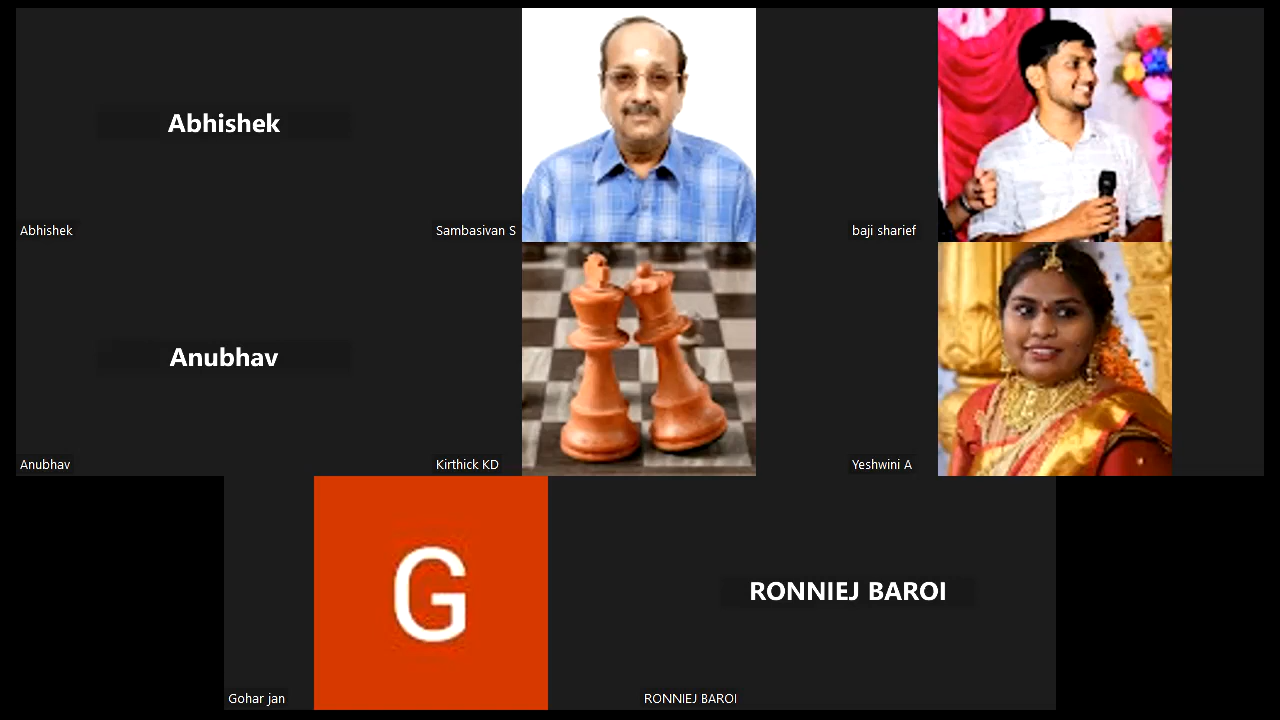 Abhishek
Abhishek
Sambasivan S
baji sharief
Anubhav
Anubhav
Kirthick KD
Yeshwini A
G
Gohar jan
RONNIEJ BAROI
RONNIEJ BAROI